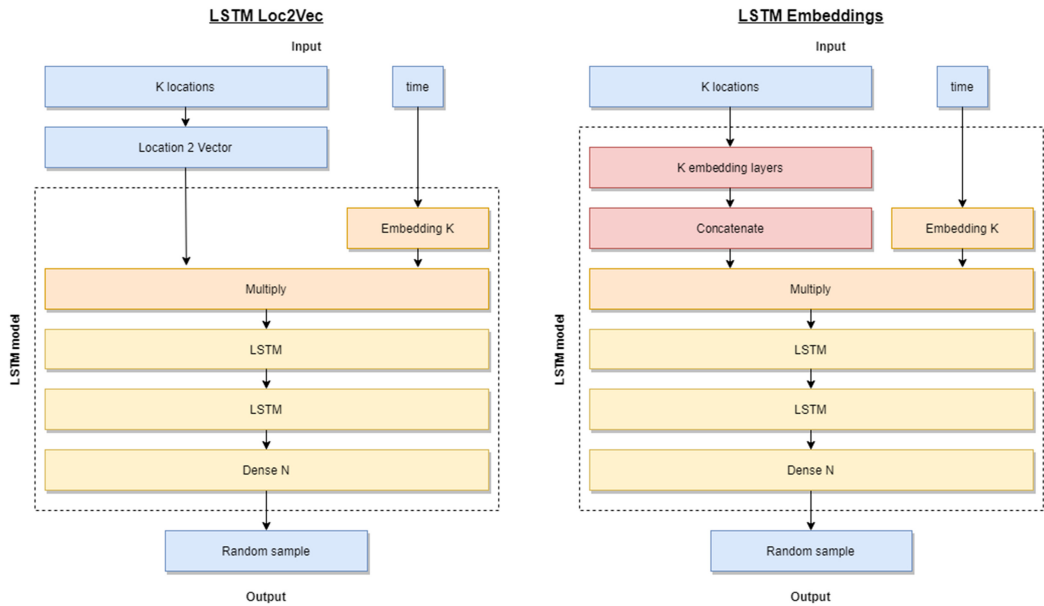 LSTM Loc2Vec
Input
K locations
time
Location 2 Vector
Embedding K
Multiply
LSTM
LSTM
Dense N
LSTM model
Random sample
Output
LSTM Embeddings
Input
K locations
time
K embedding layers
Concatenate
Embedding K
Multiply
LSTM
LSTM
Dense N
LSTM model
Random sample
Output